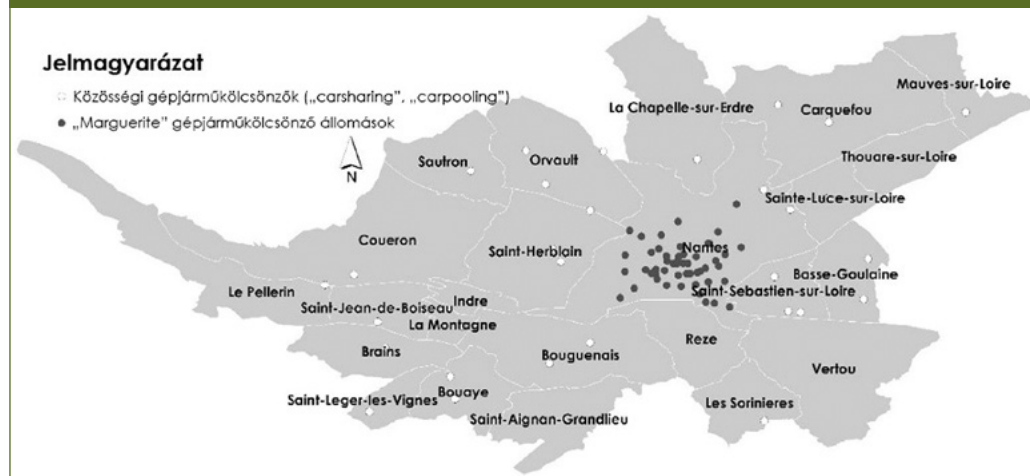 Jelmagyarázat
Közösségi gépjárműkölcsönzők („carsharing”, „carpooling”)
„Marguerite” gépjárműkölcsönző állomások
N
Mauves-sur-Loire
La Chapelle-sur-Erdre
Carquefou
Thouare-sur-Loire
Sautron
Orvault
Sainte-Luce-sur-Loire
Coueron
Saint-Herblain
Nantes
Basse-Goulaine
Le Pellerin
Saint-Sebastien-sur-Loire
Saint-Jean-de-Boiseau
Indre
La Montagne
Reze
Brains
Bouguenais
Vertou
Saint-Leger-les-Vignes
Bouaye
Les Sorinieres
Saint-Aignan-Grandlieu